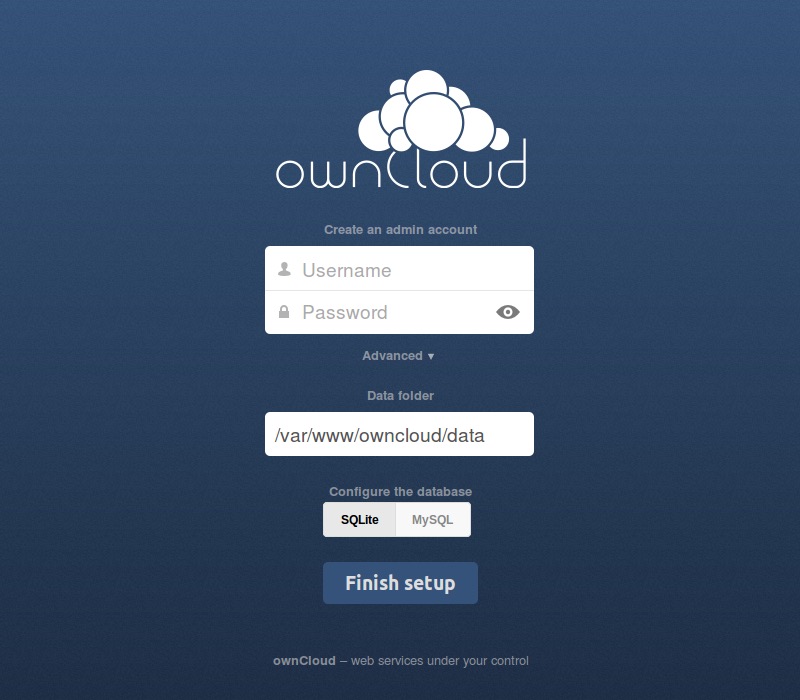 ownCloud
Create an admin account
Username
Password
Advanced ▾
Data folder
/var/www/owncloud/data
Configure the database
SQLite MySQL
Finish setup
ownCloud – web services under your control